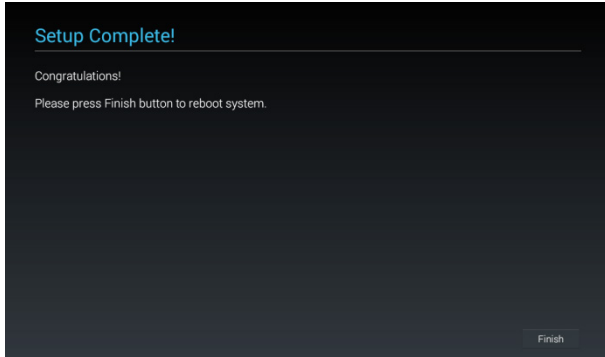 Setup Complete!
Congratulations!
Please press Finish button to reboot system.
Finish